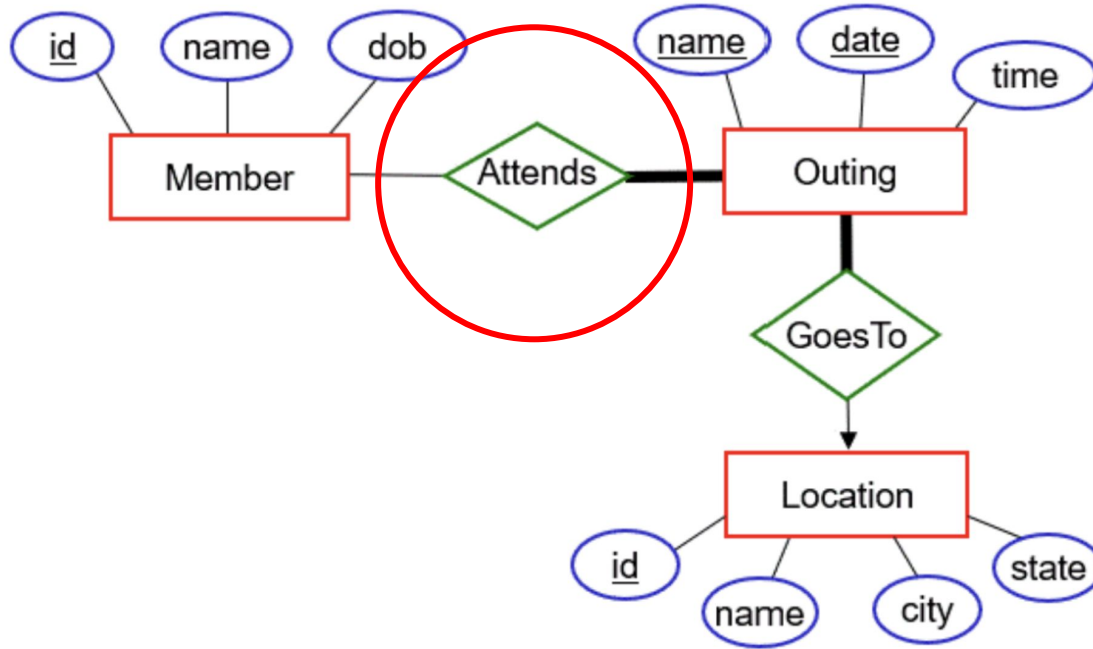 id
name
dob
name
date
time
Member
Attends
Outing
GoesTo
Location
id
name
city
state